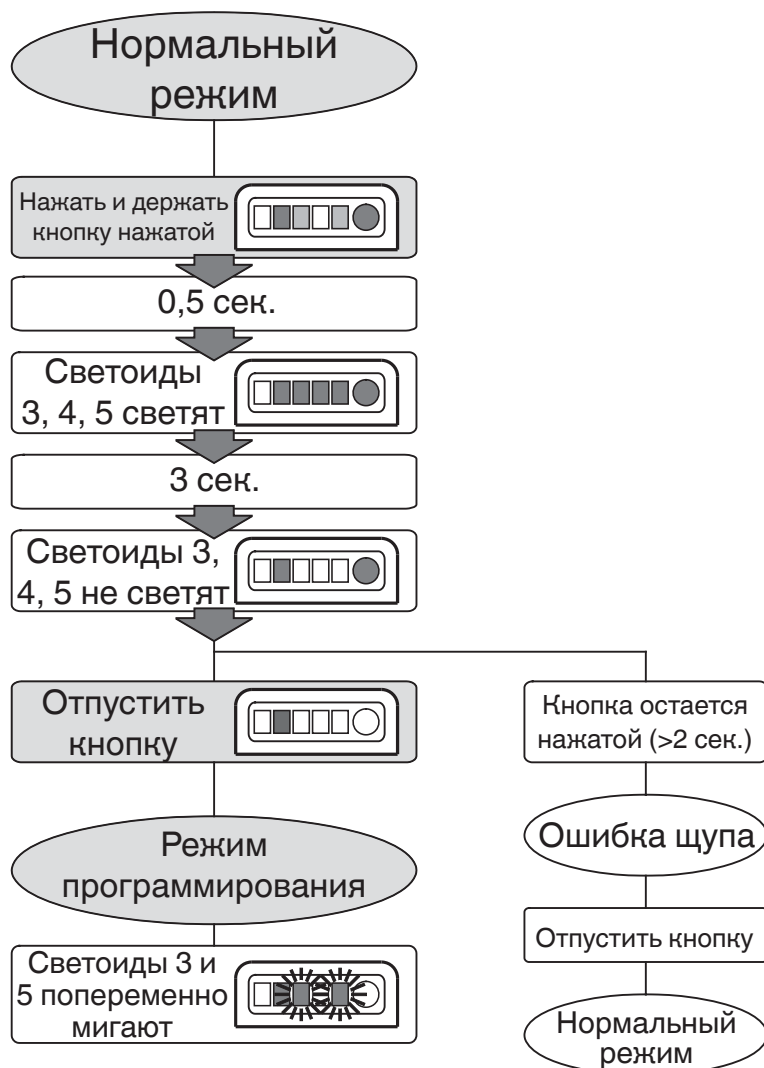 Нормальный
режим
Нажать и держать
кнопку нажатой
0,5 сек.
Светоиды
3, 4, 5 светят
3 сек.
Светоиды 3,
4, 5 не светят
Отпустить
кнопку
Режим
программирования
Светоиды 3 и
5 попеременно
мигают
Кнопка остается
нажатой (>2 сек.)
Ошибка щупа
Отпустить кнопку
Нормальный
режим